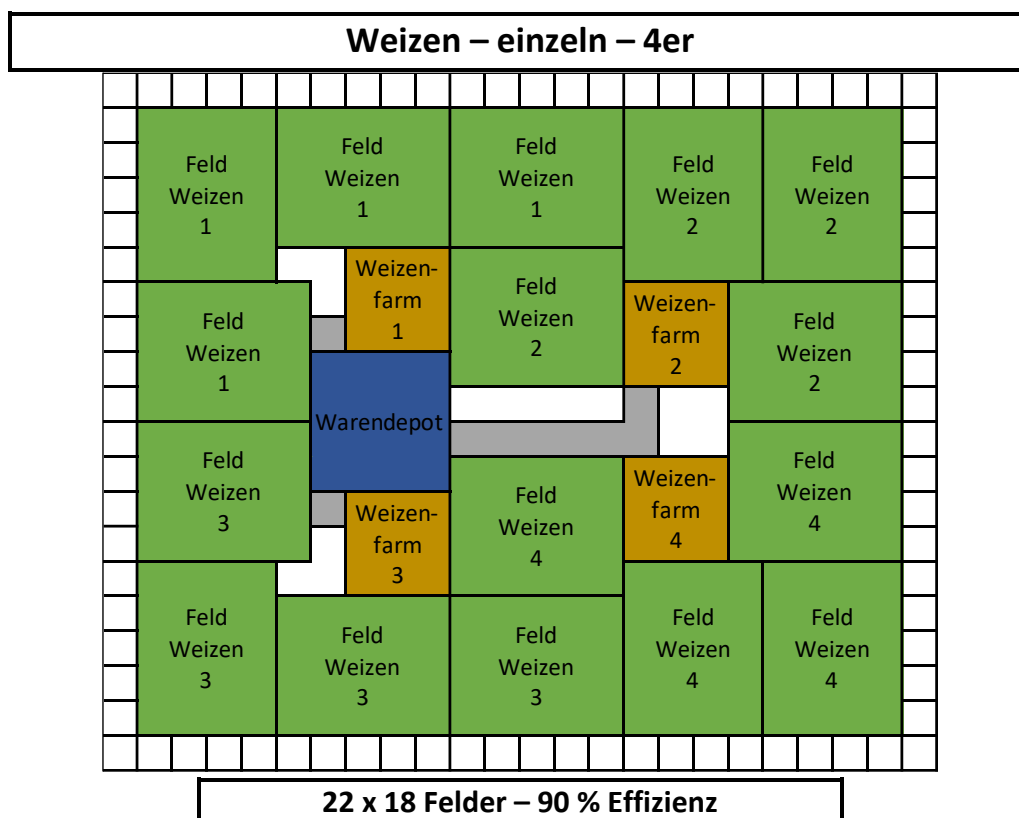 Weizen – einzeln – 4er
Feld
Weizen
1
Feld
Weizen
1
Feld
Weizen
1
Feld
Weizen
2
Feld
Weizen
2
Weizen-
farm
1
Feld
Weizen
2
Weizen-
farm
2
Feld
Weizen
1
Feld
Weizen
2
Warendepot
Feld
Weizen
3
Weizen-
farm
3
Feld
Weizen
4
Weizen-
farm
4
Feld
Weizen
4
Feld
Weizen
3
Feld
Weizen
3
Feld
Weizen
3
Feld
Weizen
4
Feld
Weizen
4
22 x 18 Felder – 90 % Effizienz